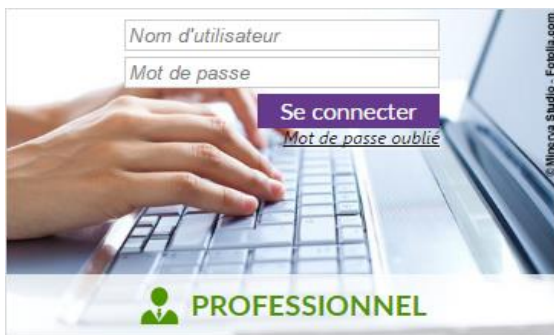 Nom d'utilisateur
Mot de passe
Se connecter
Mot de passe oublié
©Minerva Studio - Fotolia.com
PROFESSIONNEL